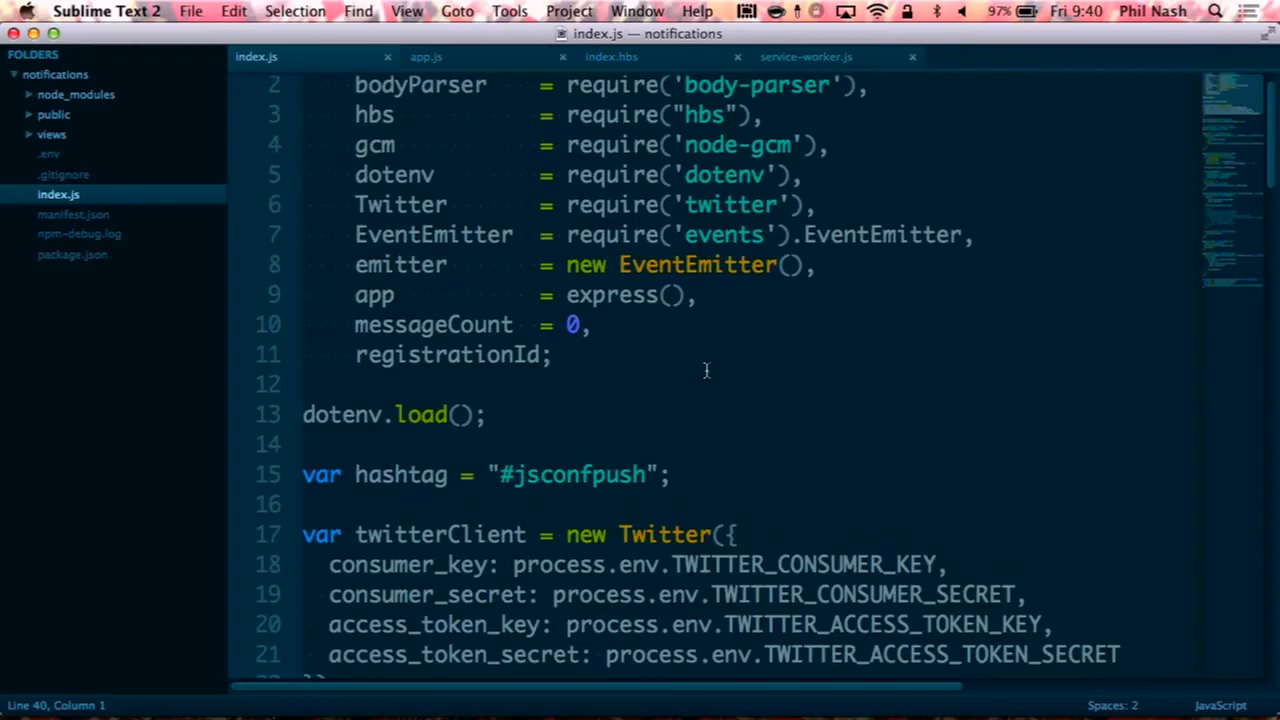 Sublime Text 2 File Edit Selection Find View Goto Tools Project Window Help 97% Fri 9:40 Phil Nash
index.js — notifications
FOLDERS
notifications
node_modules
public
views
.env
.gitignore
index.js
manifest.json
npm-debug.log
package.json
index.js app.js index.hbs service-worker.js
2 bodyParser = require('body-parser'),
3 hbs = require("hbs"),
4 gcm = require('node-gcm'),
5 dotenv = require('dotenv'),
6 Twitter = require('twitter'),
7 EventEmitter = require('events').EventEmitter,
8 emitter = new EventEmitter(),
9 app = express(),
10 messageCount = 0,
11 registrationId;
12
13 dotenv.load();
14
15 var hashtag = "#jsconfpush";
16
17 var twitterClient = new Twitter({
18 consumer_key: process.env.TWITTER_CONSUMER_KEY,
19 consumer_secret: process.env.TWITTER_CONSUMER_SECRET,
20 access_token_key: process.env.TWITTER_ACCESS_TOKEN_KEY,
21 access_token_secret: process.env.TWITTER_ACCESS_TOKEN_SECRET
Line 40, Column 1 Spaces: 2 JavaScript